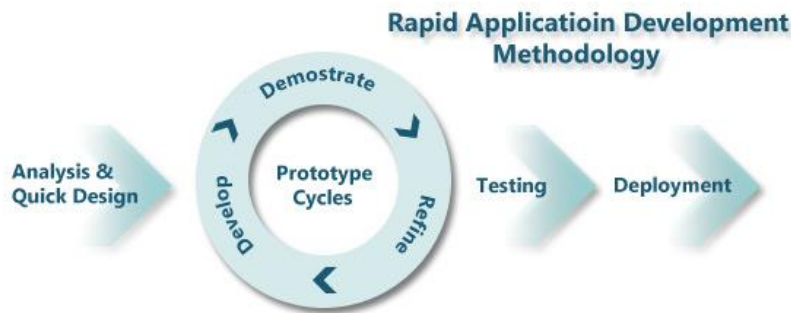 Rapid Applicatioin Development
Methodology
Analysis &
Quick Design
Demostrate
Develop
Refine
Prototype
Cycles
Testing
Deployment